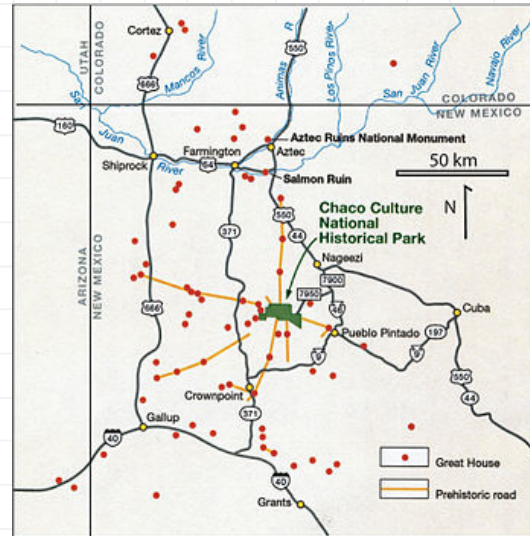 Cortez
550
Animas R
Los Pinos River
San Juan River
Navajo River
UTAH
COLORADO
666
Mancos River
COLORADO
NEW MEXICO
San Juan River
160
Aztec Ruins National Monument
Farmington
Aztec
Shiprock
64
Salmon Ruin
50 km
N
550
Chaco Culture
National
Historical Park
371
44
Nageezi
ARIZONA
NEW MEXICO
7900
7950
666
46
Cuba
Pueblo Pintado
197
9
9
550
Crownpoint
44
371
Gallup
40
Great House
40
Prehistoric road
Grants